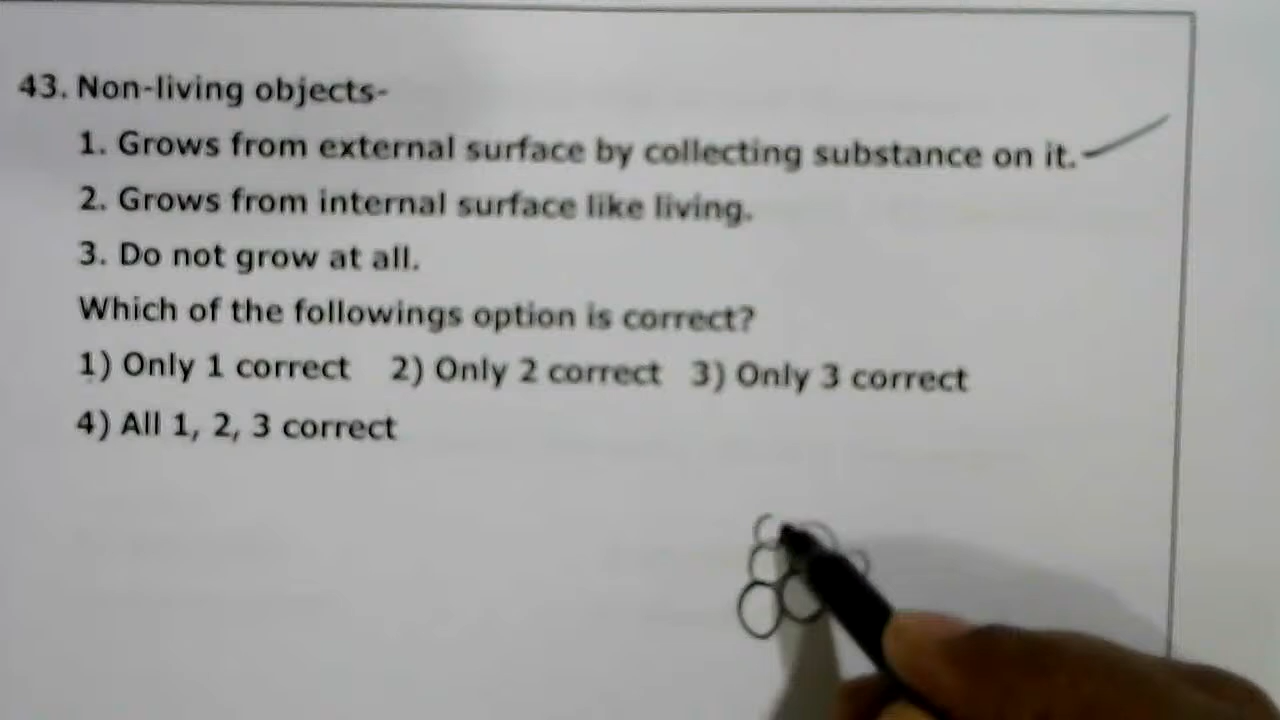 43. Non-living objects-
1. Grows from external surface by collecting substance on it.
2. Grows from internal surface like living.
3. Do not grow at all.
Which of the followings option is correct?
1) Only 1 correct 2) Only 2 correct 3) Only 3 correct
4) All 1, 2, 3 correct